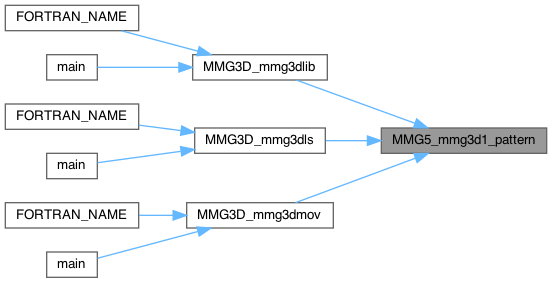 FORTRAN_NAME
main
MMG3D_mmg3dlib
FORTRAN_NAME
main
MMG3D_mmg3dls
MMG5_mmg3d1_pattern
FORTRAN_NAME
main
MMG3D_mmg3dmov